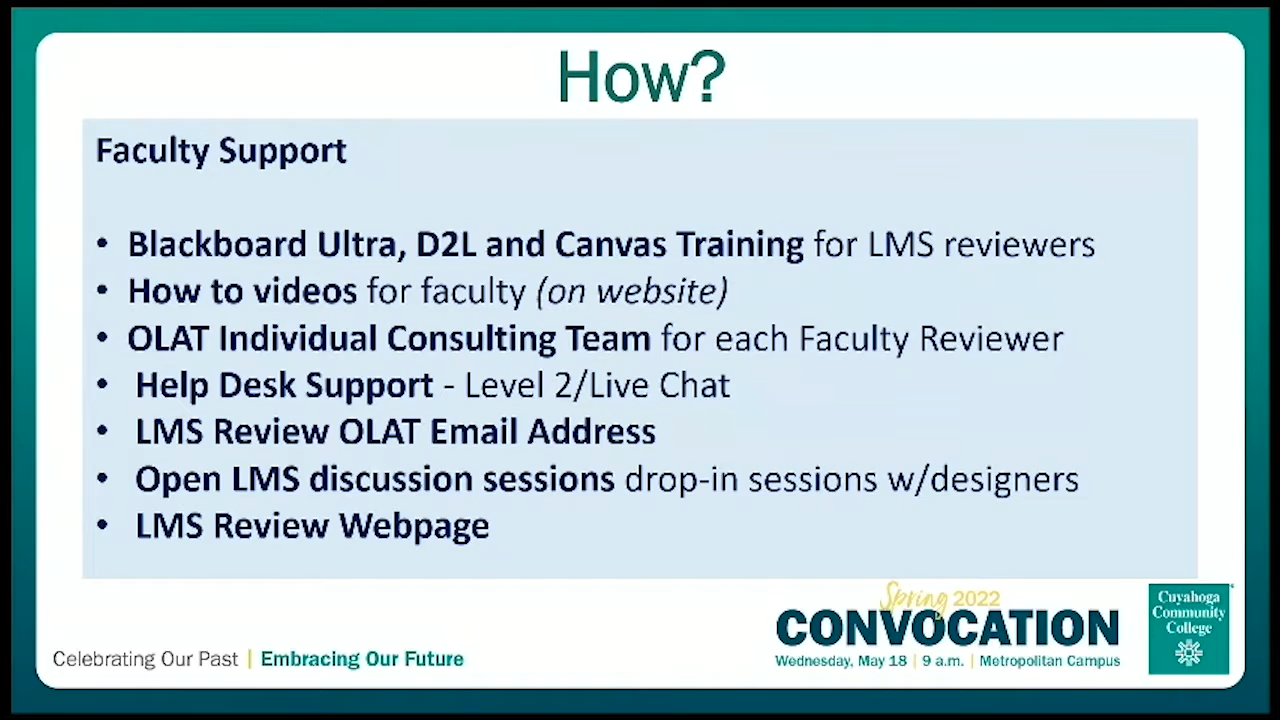 How?
Faculty Support
• Blackboard Ultra, D2L and Canvas Training for LMS reviewers
• How to videos for faculty (on website)
• OLAT Individual Consulting Team for each Faculty Reviewer
• Help Desk Support - Level 2/Live Chat
• LMS Review OLAT Email Address
• Open LMS discussion sessions drop-in sessions w/designers
• LMS Review Webpage
Spring 2022
CONVOCATION
Wednesday, May 18 | 9 a.m. | Metropolitan Campus
Cuyahoga
Community
College
Celebrating Our Past | Embracing Our Future